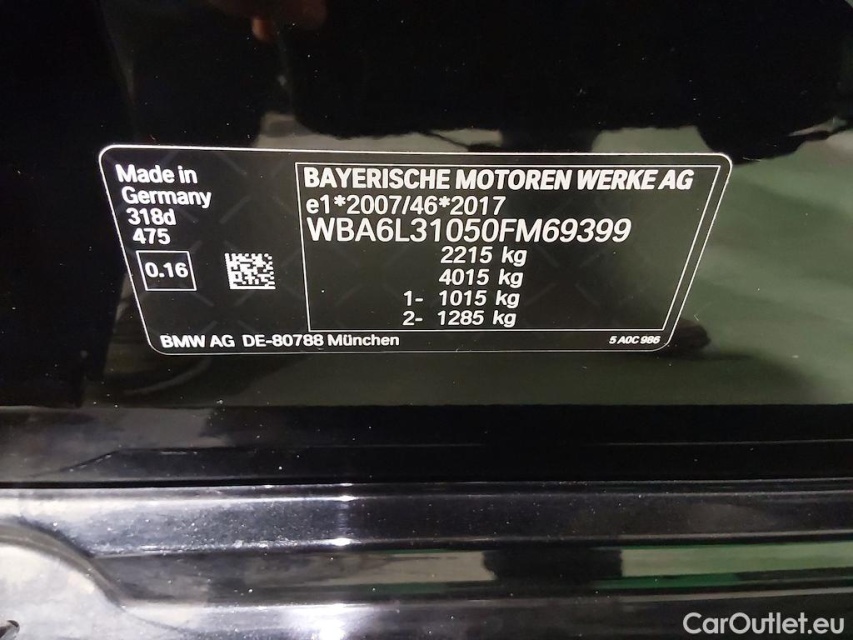 Made in
Germany
318d
475
0.16
BMW AG DE-80788 München
BAYERISCHE MOTOREN WERKE AG
e1*2007/46*2017
WBA6L31050FM69399
2215 kg
4015 kg
1- 1015 kg
2- 1285 kg
5 A0C 986
CarOutlet.eu